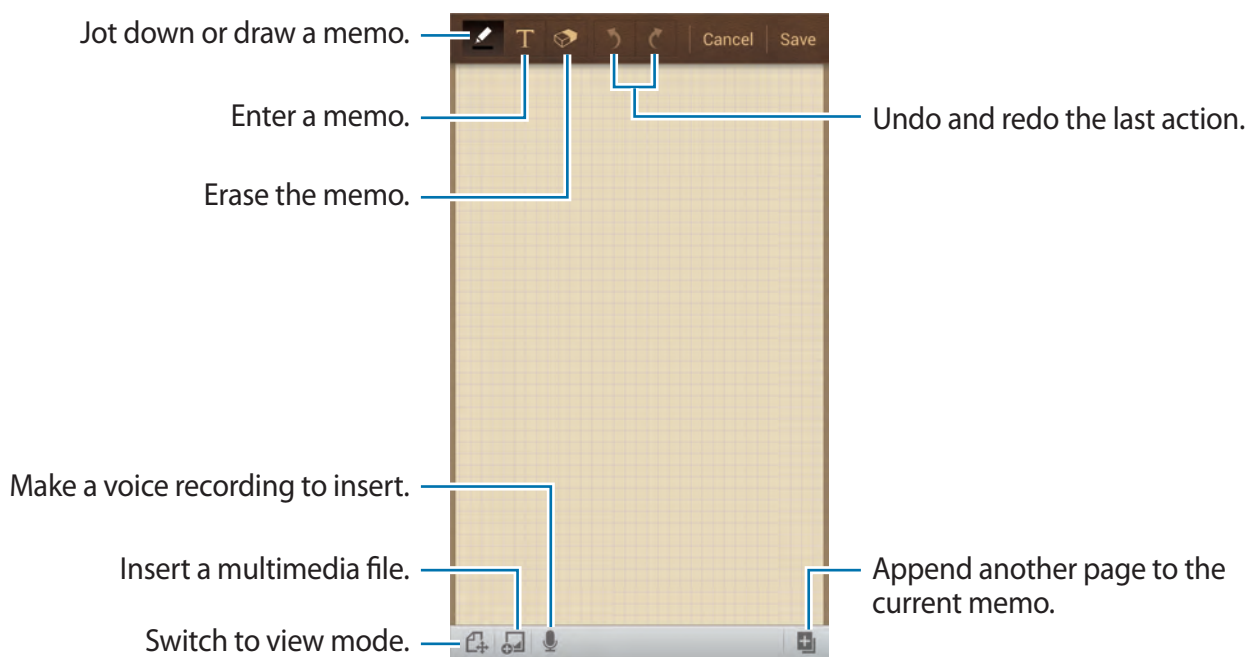 Jot down or draw a memo.
T
Cancel
Save
Enter a memo.
Undo and redo the last action.
Erase the memo.
Make a voice recording to insert.
Insert a multimedia file.
Append another page to the
current memo.
Switch to view mode.